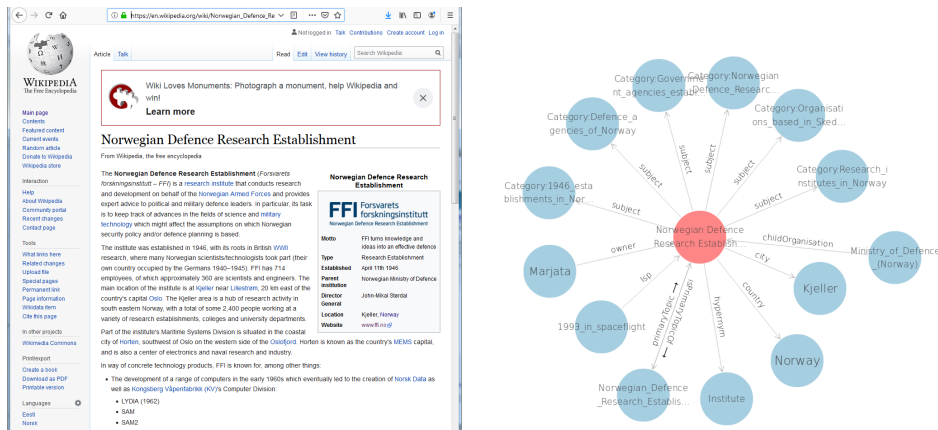 https://en.wikipedia.org/wiki/Norwegian_Defence_Re
Not logged in Talk Contributions Create account Log in
Article Talk
Read Edit View history
Search Wikipedia
WIKIPEDIA
The Free Encyclopedia
Main page
Contents
Featured content
Current events
Random article
Donate to Wikipedia
Wikipedia store
Interaction
Help
About Wikipedia
Community portal
Recent changes
Contact page
Tools
What links here
Related changes
Upload file
Special pages
Permanent link
Page information
Wikidata item
Cite this page
In other projects
Wikimedia Commons
Print/export
Create a book
Download as PDF
Printable version
Languages
Eesti
Norsk
Wiki Loves Monuments: Photograph a monument, help Wikipedia and
win!
Learn more
Norwegian Defence Research Establishment
From Wikipedia, the free encyclopedia
The Norwegian Defence Research Establishment (Forsvarets
forskningsinstitutt – FFI) is a research institute that conducts research
and development on behalf of the Norwegian Armed Forces and provides
expert advice to political and military defence leaders. In particular, its task
is to keep track of advances in the fields of science and military
technology which might affect the assumptions on which Norwegian
security policy and/or defence planning is based.
The institute was established in 1946, with its roots in British WWII
research, where many Norwegian scientists/technologists took part (their
own country occupied by the Germans 1940–1945). FFI has 714
employees, of which approximately 360 are scientists and engineers. The
main location of the institute is at Kjeller near Lillestrøm, 20 km east of the
country's capital Oslo. The Kjeller area is a hub of research activity in
south eastern Norway, with a total of some 2,400 people working at a
variety of research establishments, colleges and university departments.
Part of the institute's Maritime Systems Division is situated in the coastal
city of Horten, southwest of Oslo on the western side of the Oslofjord. Horten is known as the country's MEMS capital,
and is also a center of electronics and naval research and industry.
In way of concrete technology products, FFI is known for, among other things:
The development of a range of computers in the early 1960s which eventually led to the creation of Norsk Data as
well as Kongsberg Våpenfabrikk (KV)'s Computer Division:
LYDIA (1962)
SAM
SAM2
Norwegian Defence Research
Establishment
FFI Forsvarets
forskningsinstitutt
Norwegian Defence Research Establishment
Motto FFI turns knowledge and
ideas into an effective defence
Type Research Establishment
Established April 11th 1946
Parent Norwegian Ministry of Defence
institution
Director John-Mikal Størdal
General
Location Kjeller, Norway
Website www.ffi.no
Category:Governme
nt_agencies_estab…
Category:Norwegian
_Defence_Researc…
Category:Defence_a
gencies_of_Norway
Category:Organisati
ons_based_in_Sked…
Category:Research_i
nstitutes_in_Norway
Category:1946_esta
blishments_in_Nor…
subject
subject
subject
subject
subject
subject
Norwegian Defence
Research Establish…
owner
childOrganisation
Ministry_of_Defence
_(Norway)
Marjata
city
Kjeller
lsp
1993_in_spaceflight
primaryTopic
isPrimaryTopicOf
hypernym
country
Norway
Norwegian_Defence
_Research_Establis…
Institute